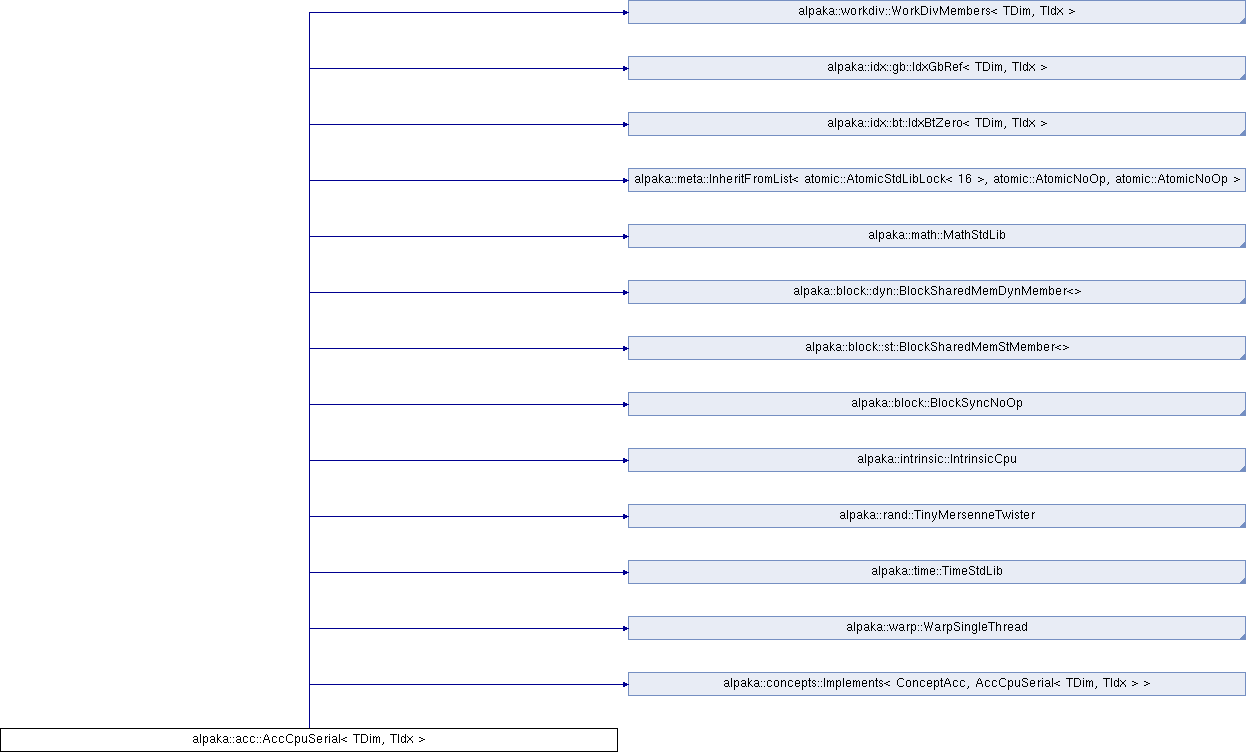 alpaka::workdiv::WorkDivMembers< TDim, TIdx >
alpaka::idx::gb::IdxGbRef< TDim, TIdx >
alpaka::idx::bt::IdxBtZero< TDim, TIdx >
alpaka::meta::InheritFromList< atomic::AtomicStdLibLock< 16 >, atomic::AtomicNoOp, atomic::AtomicNoOp >
alpaka::math::MathStdLib
alpaka::block::dyn::BlockSharedMemDynMember<>
alpaka::block::st::BlockSharedMemStMember<>
alpaka::block::BlockSyncNoOp
alpaka::intrinsic::IntrinsicCpu
alpaka::rand::TinyMersenneTwister
alpaka::time::TimeStdLib
alpaka::warp::WarpSingleThread
alpaka::concepts::Implements< ConceptAcc, AccCpuSerial< TDim, TIdx > >
alpaka::acc::AccCpuSerial< TDim, TIdx >